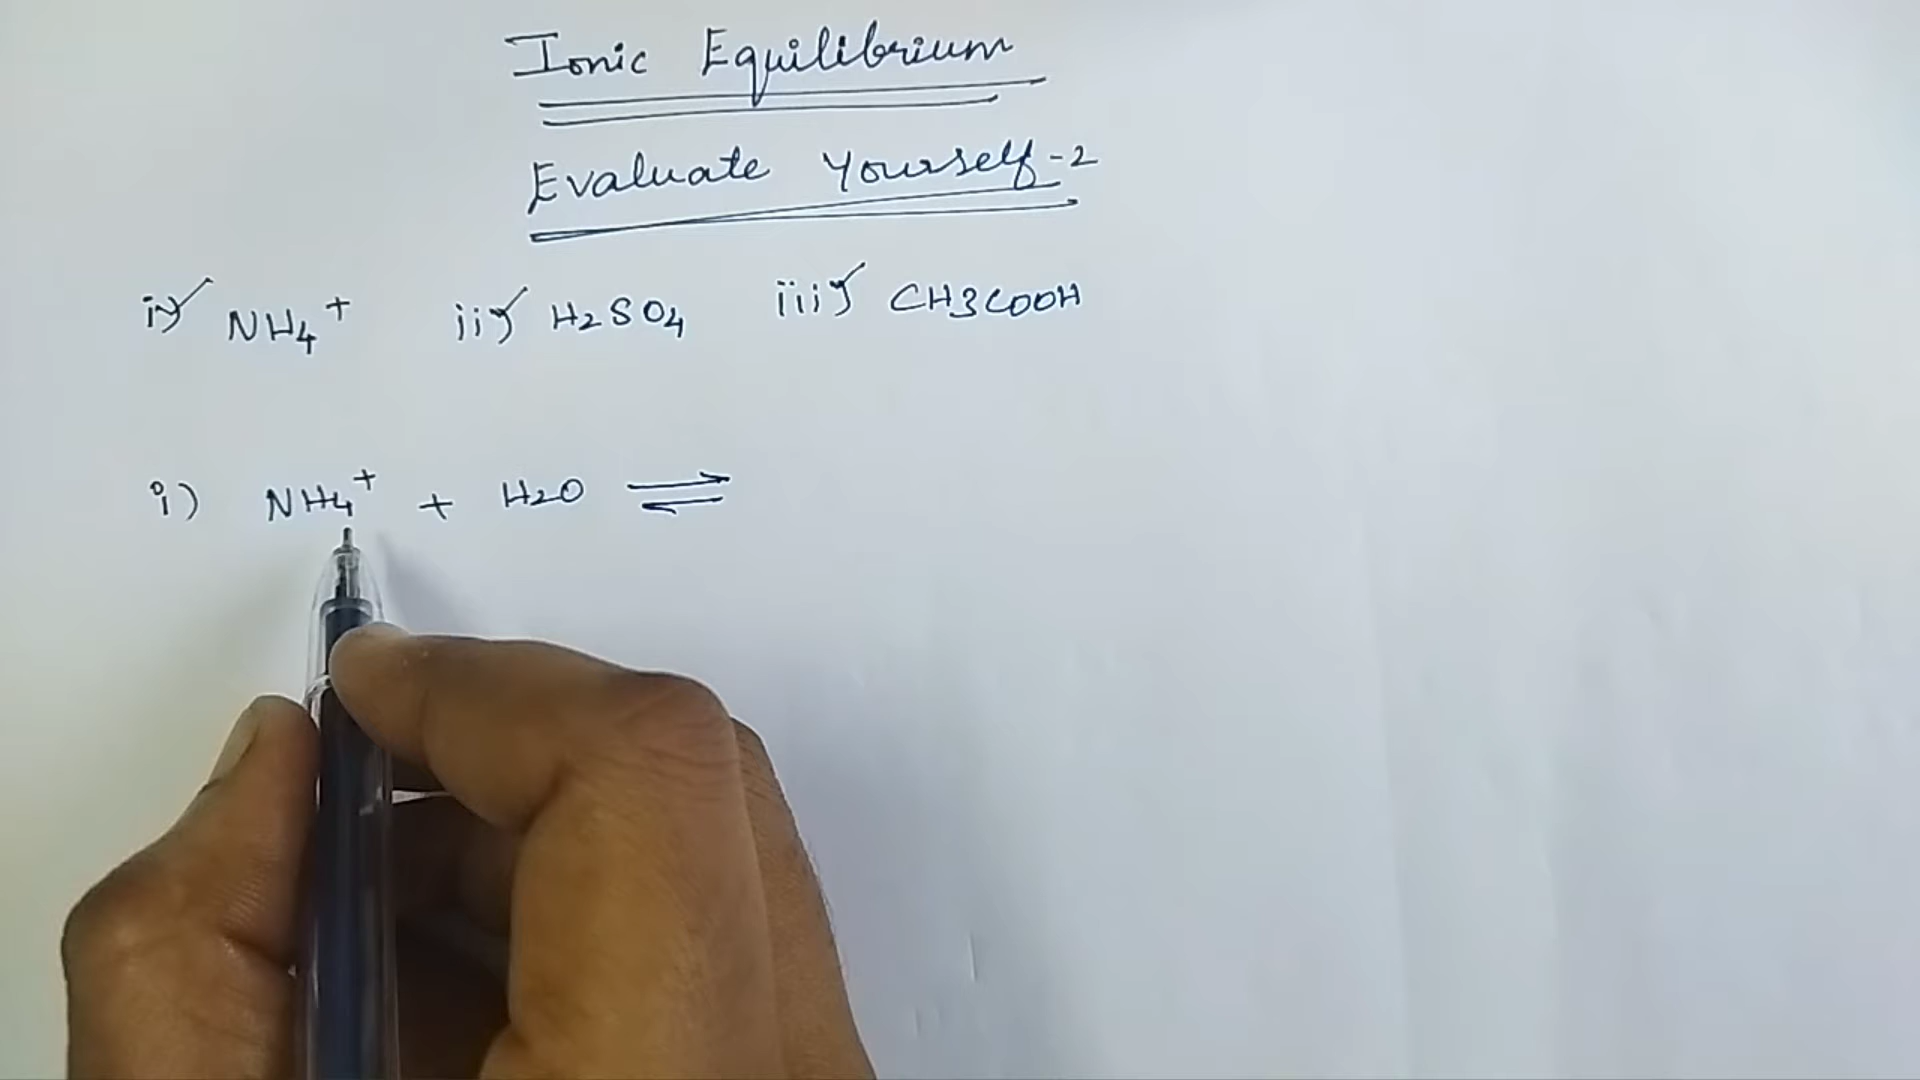 Ionic Equilibrium
Evaluate Yourself-2
i) NH4+ ii) H2SO4 iii) CH3COOH
i) NH4+ + H2O ⇌